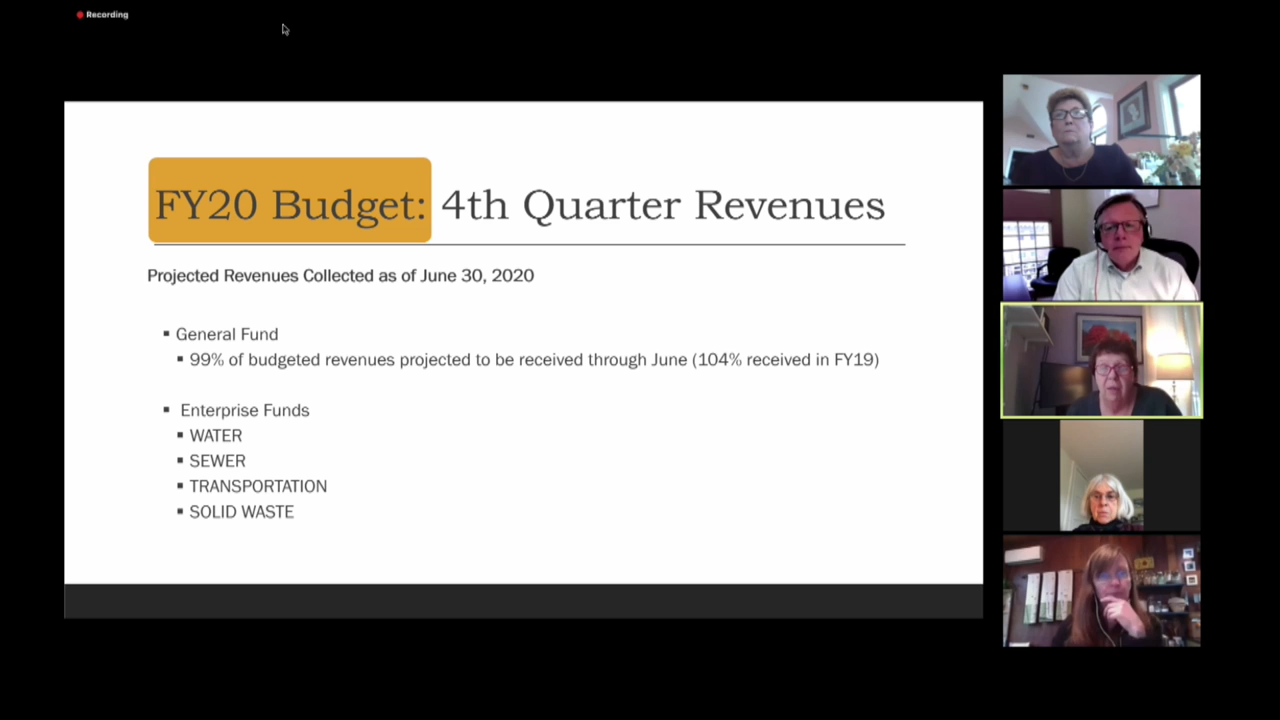 Recording
FY20 Budget: 4th Quarter Revenues
Projected Revenues Collected as of June 30, 2020
▪ General Fund
▪ 99% of budgeted revenues projected to be received through June (104% received in FY19)
▪ Enterprise Funds
▪ WATER
▪ SEWER
▪ TRANSPORTATION
▪ SOLID WASTE